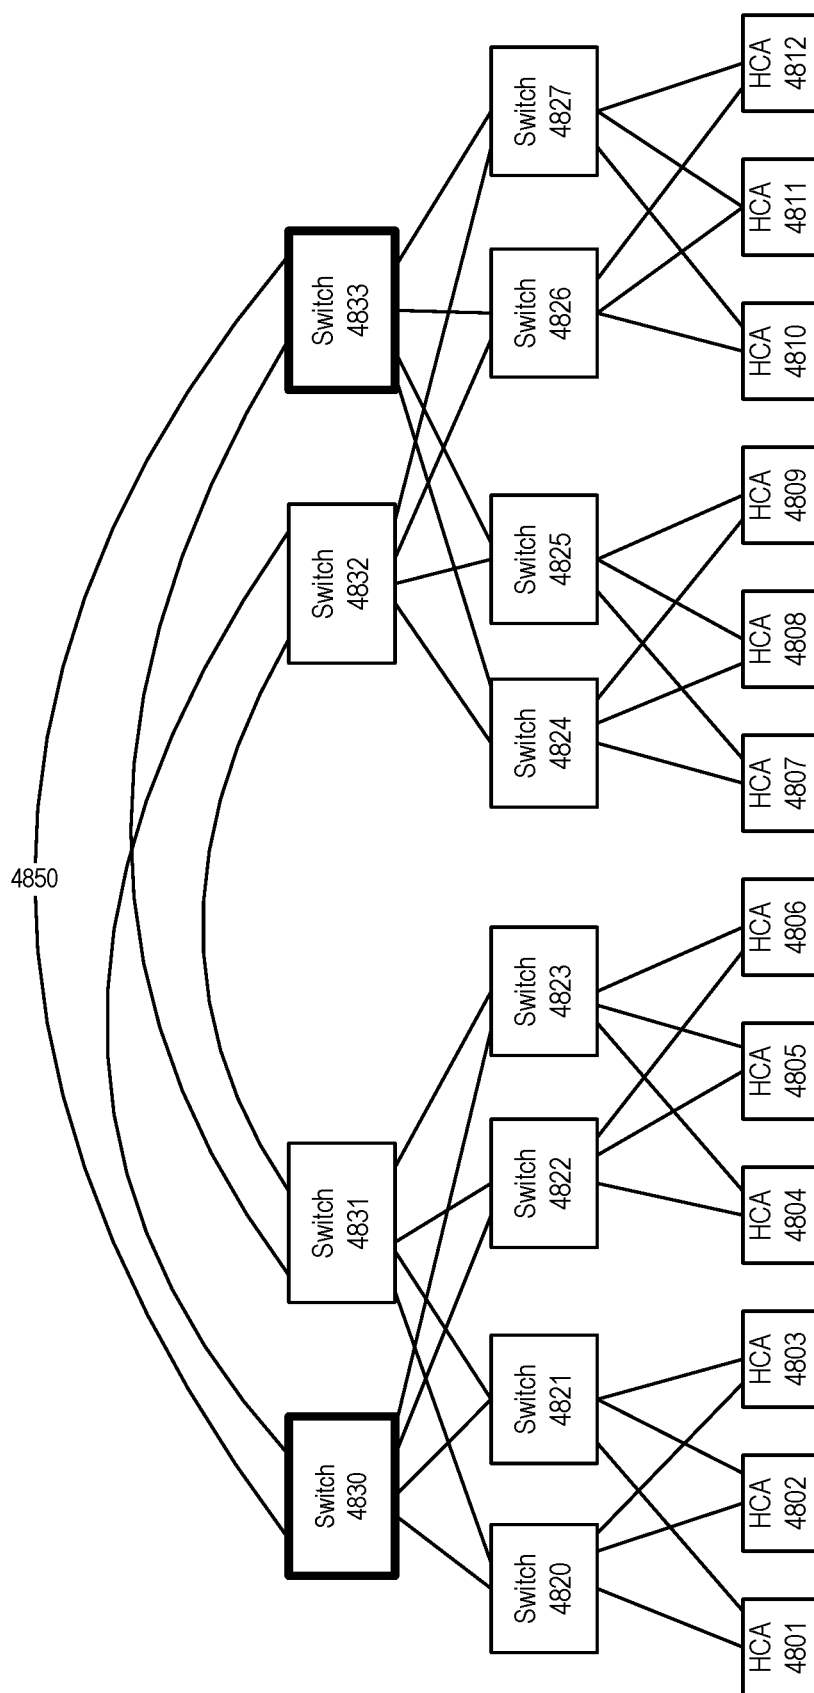 4850
Switch
4830
Switch
4831
Switch
4832
Switch
4833
Switch
4820
Switch
4821
Switch
4822
Switch
4823
Switch
4824
Switch
4825
Switch
4826
Switch
4827
HCA
4801
HCA
4802
HCA
4803
HCA
4804
HCA
4805
HCA
4806
HCA
4807
HCA
4808
HCA
4809
HCA
4810
HCA
4811
HCA
4812